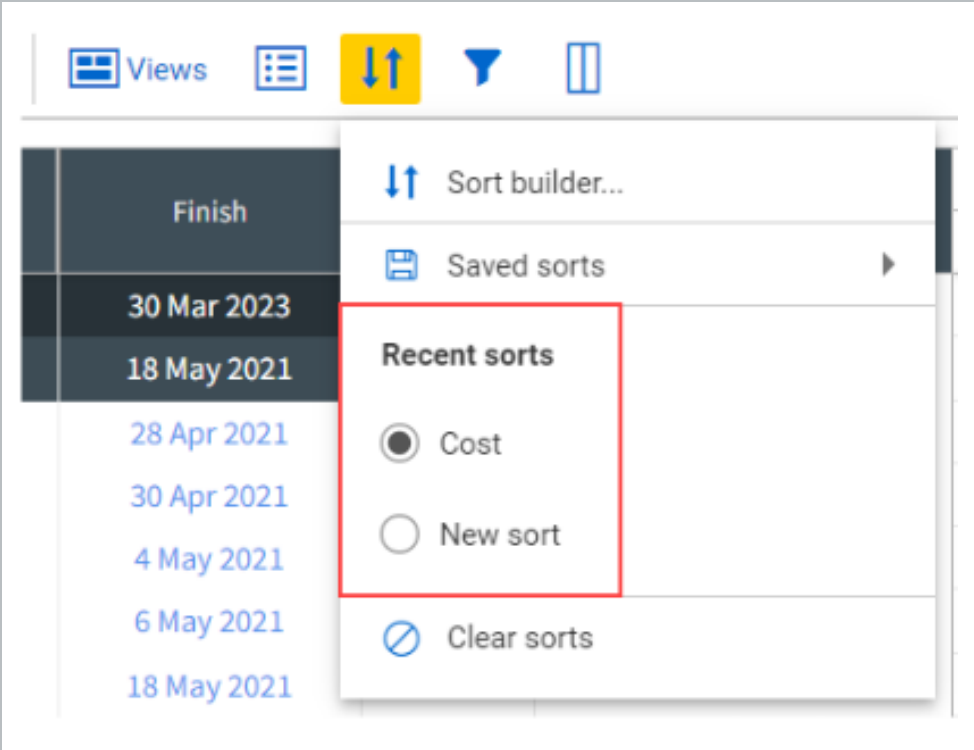 Views
Sort builder...
Saved sorts
Recent sorts
Cost
New sort
Clear sorts
Finish
30 Mar 2023
18 May 2021
28 Apr 2021
30 Apr 2021
4 May 2021
6 May 2021
18 May 2021